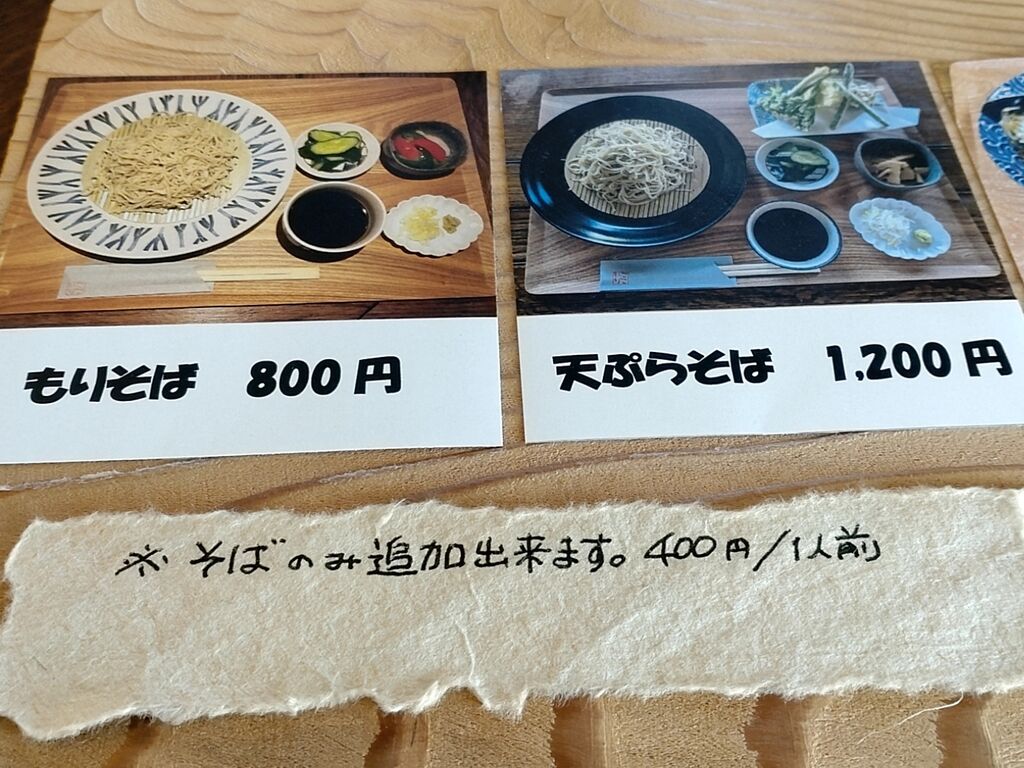 もりそば 800円
天ぷらそば 1,200円
※ そばのみ追加出来ます。400円/1人前